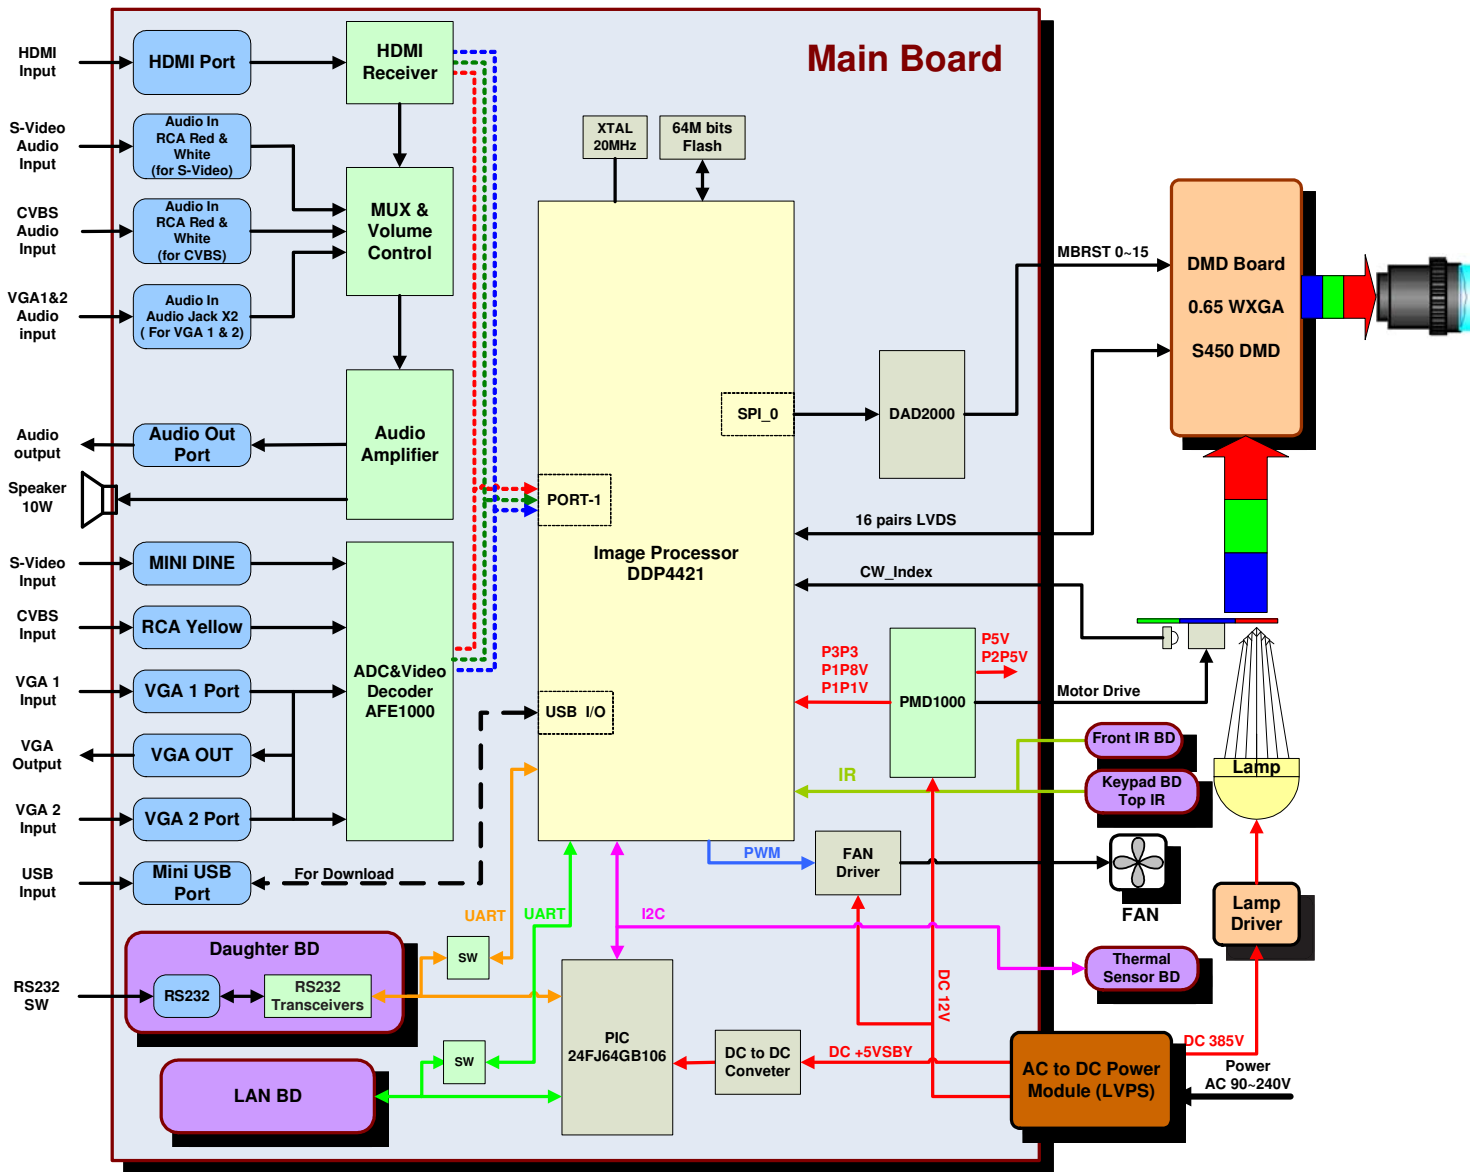 Main Board
HDMI
Input
HDMI Port
HDMI
Receiver
S-Video
Audio
Input
Audio In
RCA Red &
White
(for S-Video)
MUX &
Volume
Control
CVBS
Audio
Input
Audio In
RCA Red &
White
(for CVBS)
VGA1&2
Audio
input
Audio In
Audio Jack X2
( For VGA 1 & 2)
Audio
output
Audio Out
Port
Audio
Amplifier
Speaker
10W
S-Video
Input
MINI DINE
CVBS
Input
RCA Yellow
ADC&Video
Decoder
AFE1000
VGA 1
Input
VGA 1 Port
VGA
Output
VGA OUT
VGA 2
Input
VGA 2 Port
USB
Input
Mini USB
Port
For Download
XTAL
20MHz
64M bits
Flash
SPI_0
PORT-1
Image Processor
DDP4421
USB I/O
DAD2000
MBRST 0~15
DMD Board
0.65 WXGA
S450 DMD
16 pairs LVDS
CW_Index
P3P3
P1P8V
P1P1V
P5V
P2P5V
PMD1000
Motor Drive
IR
Front IR BD
Keypad BD
Top IR
Lamp
PWM
FAN
Driver
FAN
Lamp
Driver
UART
UART
I2C
Daughter BD
SW
RS232
SW
RS232
RS232
Transceivers
SW
LAN BD
PIC
24FJ64GB106
DC to DC
Conveter
DC +5VSBY
DC 12V
Thermal
Sensor BD
AC to DC Power
Module (LVPS)
DC 385V
Power
AC 90~240V